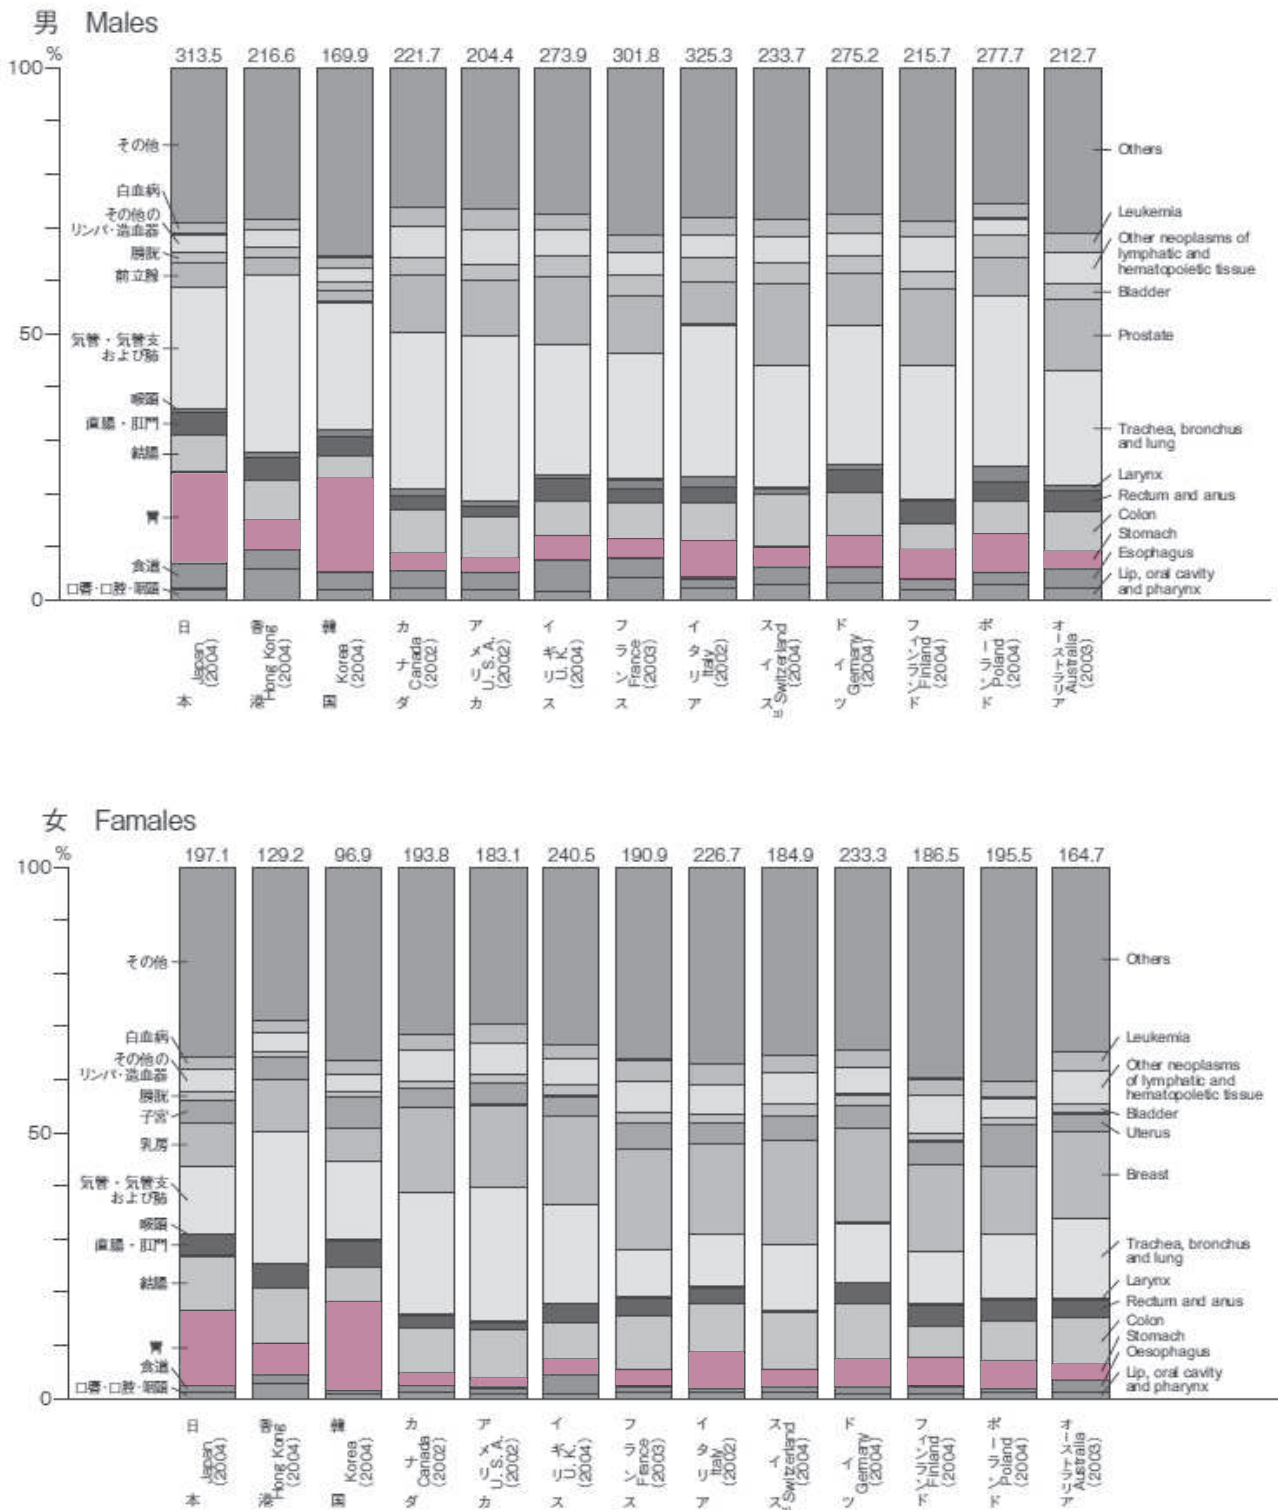 男 Males
%
313.5 216.6 169.9 221.7 204.4 273.9 301.8 325.3 233.7 275.2 215.7 277.7 212.7
100
50
0
その他
白血病
その他の
リンパ・造血器
膀胱
前立腺
気管・気管支
および肺
喉頭
直腸・肛門
結腸
胃
食道
口唇・口腔・咽頭
Others
Leukemia
Other neoplasms of
lymphatic and
hematopoietic tissue
Bladder
Prostate
Trachea, bronchus
and lung
Larynx
Rectum and anus
Colon
Stomach
Esophagus
Lip, oral cavity
and pharynx
日本 Japan (2004)
香港 Hong Kong (2004)
韓国 Korea (2004)
カナダ Canada (2002)
アメリカ U.S.A. (2002)
イギリス U.K. (2004)
フランス France (2003)
イタリア Italy (2002)
スイス Switzerland (2004)
ドイツ Germany (2004)
フィンランド Finland (2004)
ポーランド Poland (2004)
オーストラリア Australia (2003)
女 Famales
%
197.1 129.2 96.9 193.8 183.1 240.5 190.9 226.7 184.9 233.3 186.5 195.5 164.7
100
50
0
その他
白血病
その他の
リンパ・造血器
膀胱
子宮
乳房
気管・気管支
および肺
喉頭
直腸・肛門
結腸
胃
食道
口唇・口腔・咽頭
Others
Leukemia
Other neoplasms
of lymphatic and
hematopoietic tissue
Bladder
Uterus
Breast
Trachea, bronchus
and lung
Larynx
Rectum and anus
Colon
Stomach
Oesophagus
Lip, oral cavity
and pharynx
日本 Japan (2004)
香港 Hong Kong (2004)
韓国 Korea (2004)
カナダ Canada (2002)
アメリカ U.S.A. (2002)
イギリス U.K. (2004)
フランス France (2003)
イタリア Italy (2002)
スイス Switzerland (2004)
ドイツ Germany (2004)
フィンランド Finland (2004)
ポーランド Poland (2004)
オーストラリア Australia (2003)